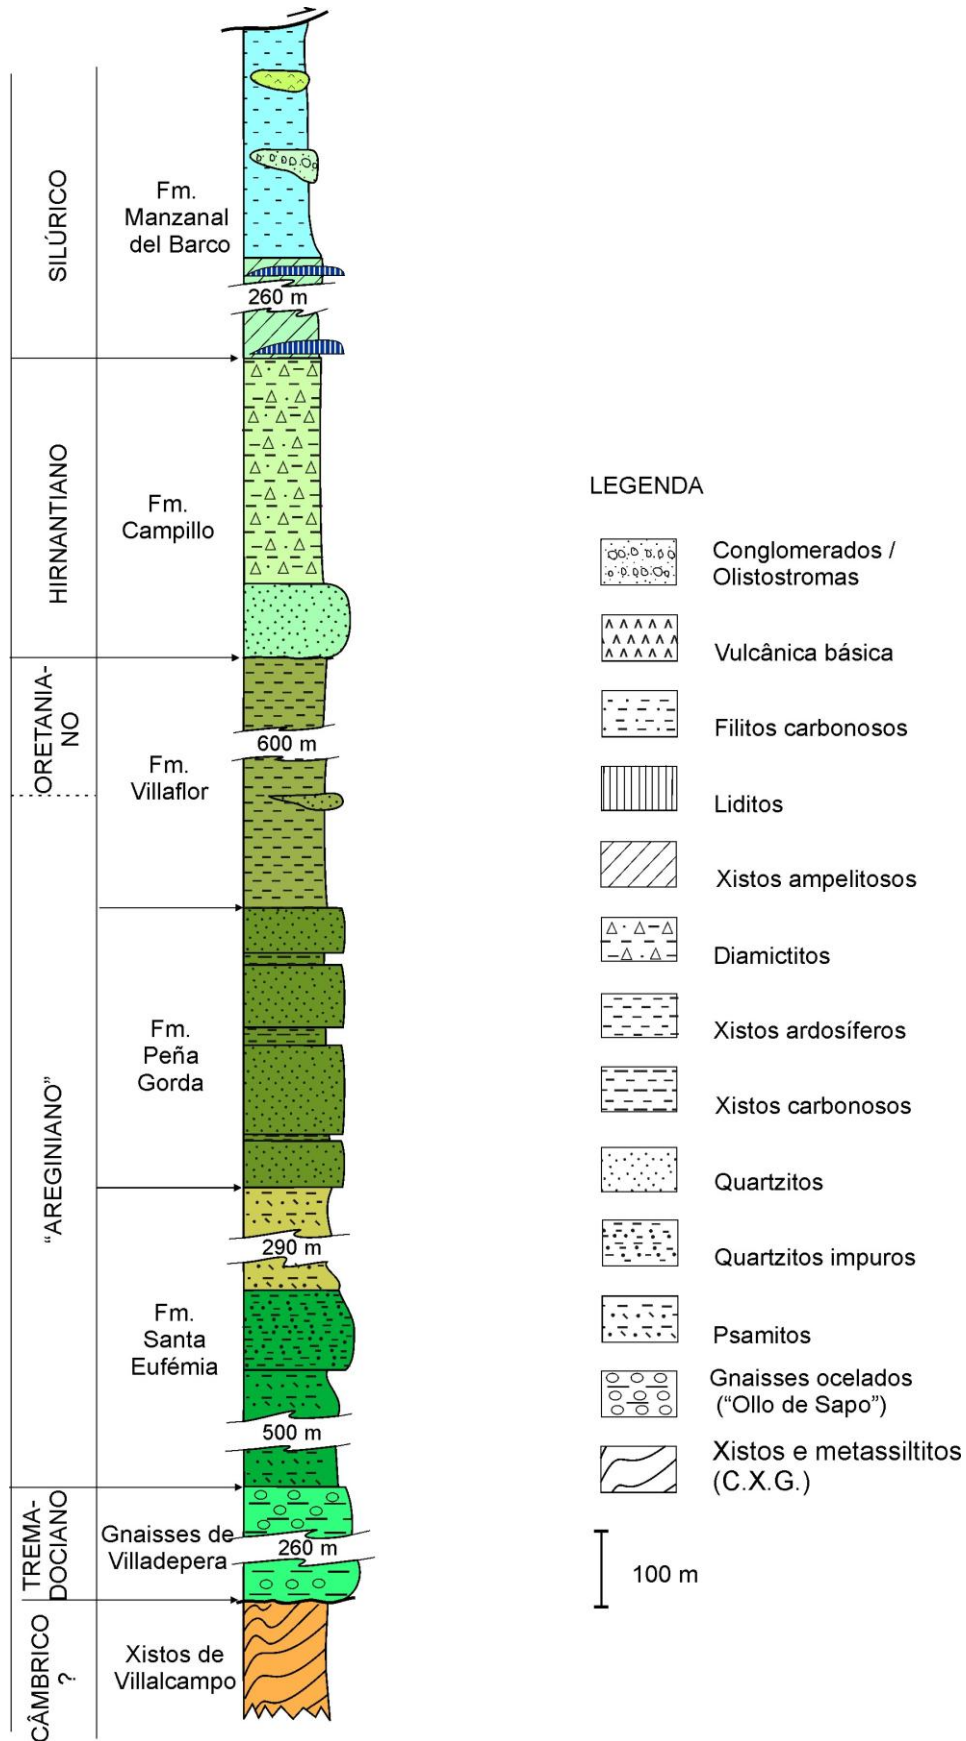 SILÚRICO
Fm.
Manzanal
del Barco
260 m
HIRNANTIANO
Fm.
Campillo
ORETANIA-
NO
600 m
Fm.
Villaflor
"AREGINIANO"
Fm.
Peña
Gorda
290 m
Fm.
Santa
Eufémia
500 m
TREMA-
DOCIANO
Gnaisses de
Villadepera
260 m
CÂMBRICO
?
Xistos de
Villalcampo
LEGENDA
Conglomerados /
Olistostromas
Vulcânica básica
Filitos carbonosos
Liditos
Xistos ampelitosos
Diamictitos
Xistos ardosíferos
Xistos carbonosos
Quartzitos
Quartzitos impuros
Psamitos
Gnaisses ocelados
("Ollo de Sapo")
Xistos e metassiltitos
(C.X.G.)
100 m